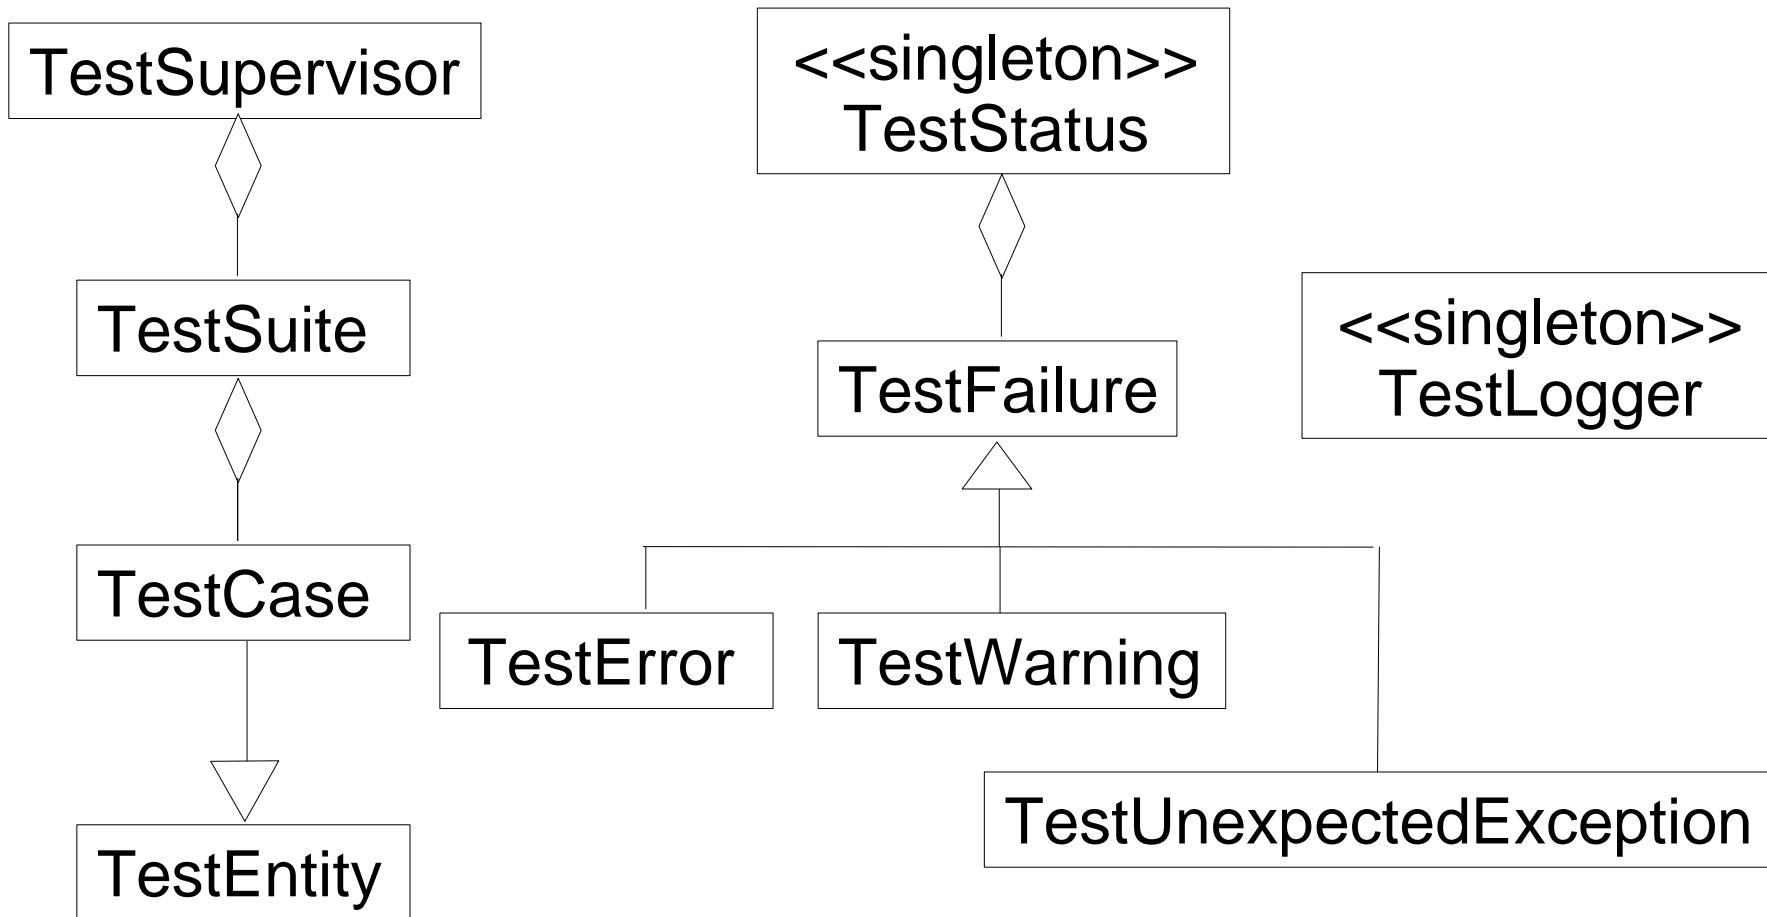 TestSupervisor
<<singleton>>
TestStatus
TestSuite
<<singleton>>
TestLogger
TestFailure
TestCase
TestError
TestWarning
TestUnexpectedException
TestEntity